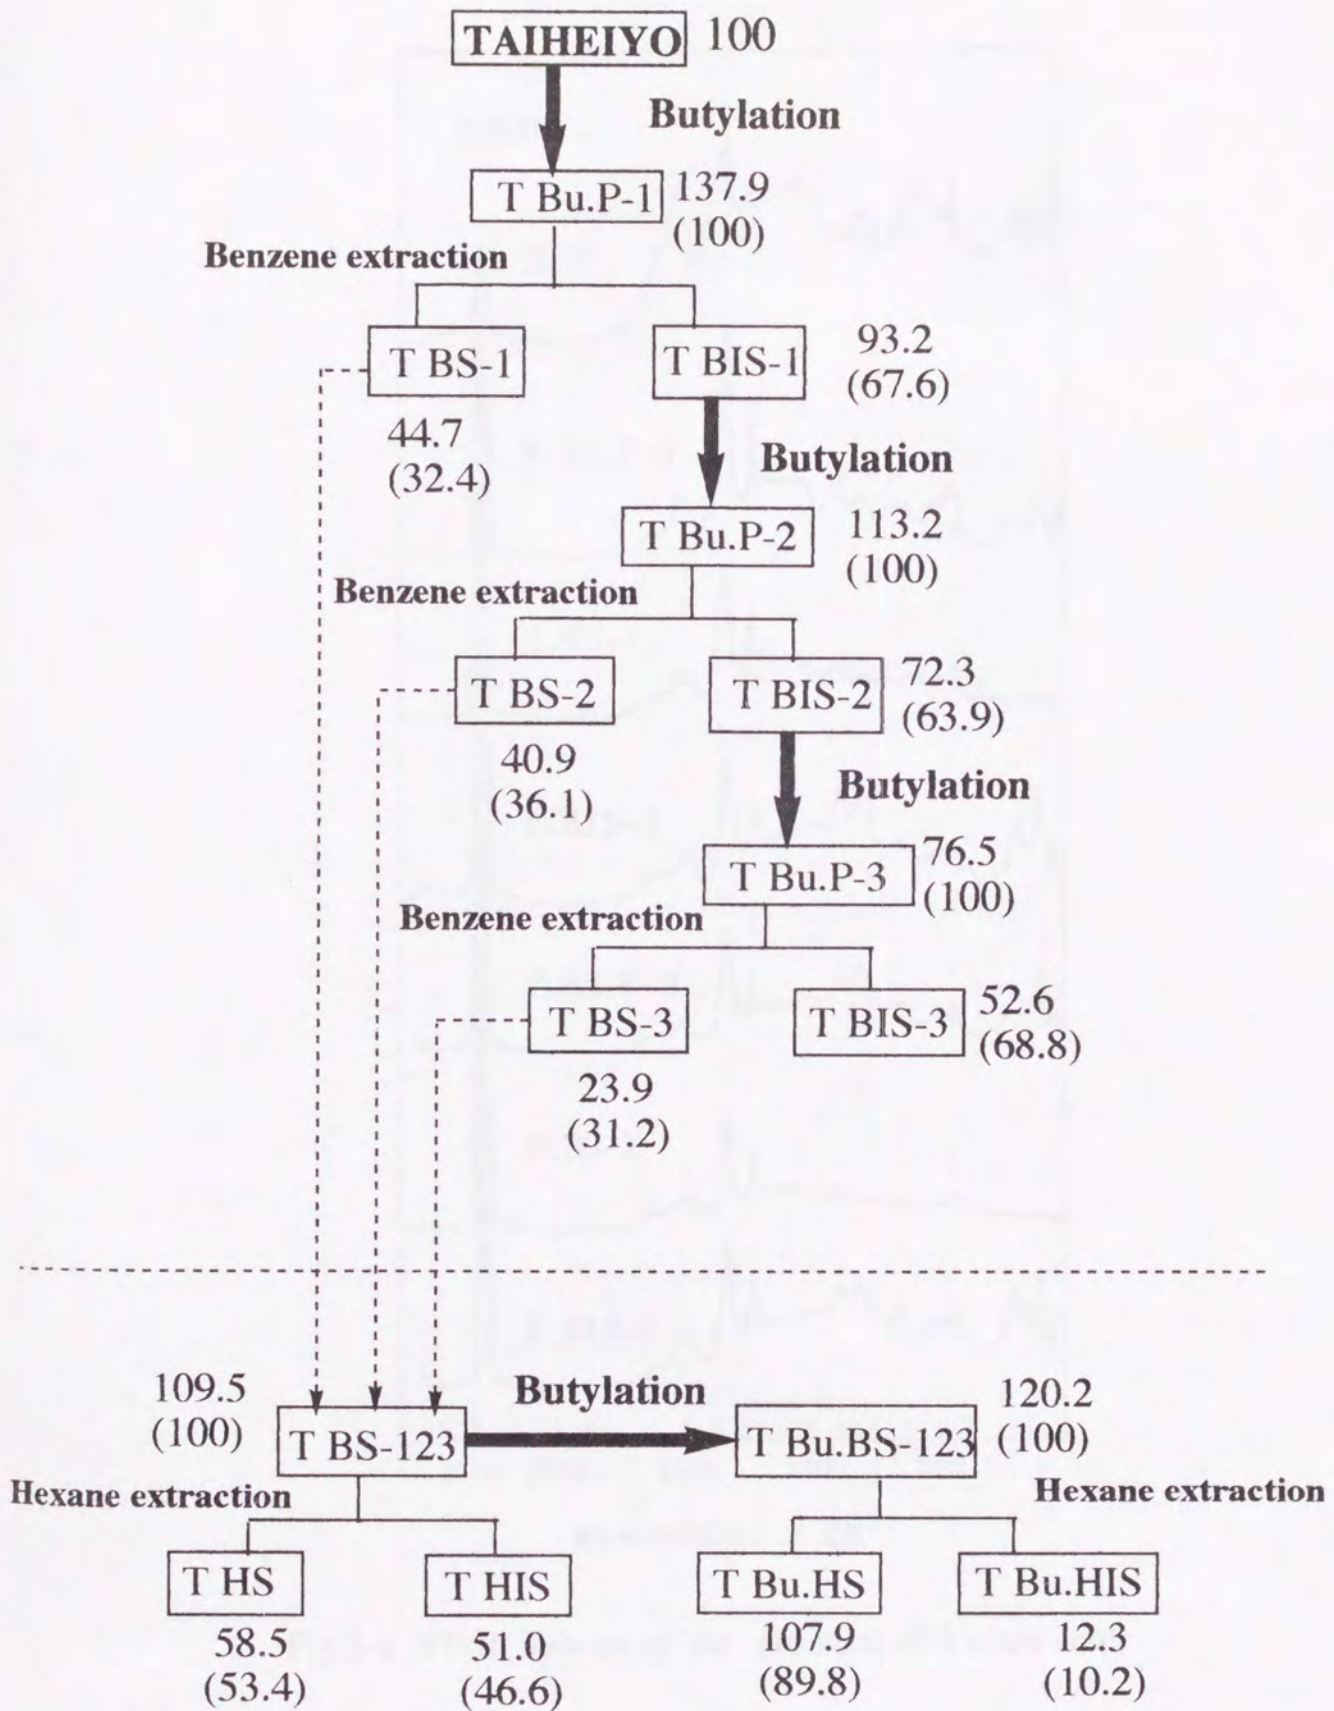 TAIHEIYO 100
Butylation
T Bu.P-1 137.9
(100)
Benzene extraction
T BS-1
44.7
(32.4)
T BIS-1 93.2
(67.6)
Butylation
T Bu.P-2 113.2
(100)
Benzene extraction
T BS-2
40.9
(36.1)
T BIS-2 72.3
(63.9)
Butylation
T Bu.P-3 76.5
(100)
Benzene extraction
T BS-3
23.9
(31.2)
T BIS-3 52.6
(68.8)
109.5
(100)
T BS-123
Butylation
T Bu.BS-123
120.2
(100)
Hexane extraction
Hexane extraction
T HS
58.5
(53.4)
T HIS
51.0
(46.6)
T Bu.HS
107.9
(89.8)
T Bu.HIS
12.3
(10.2)